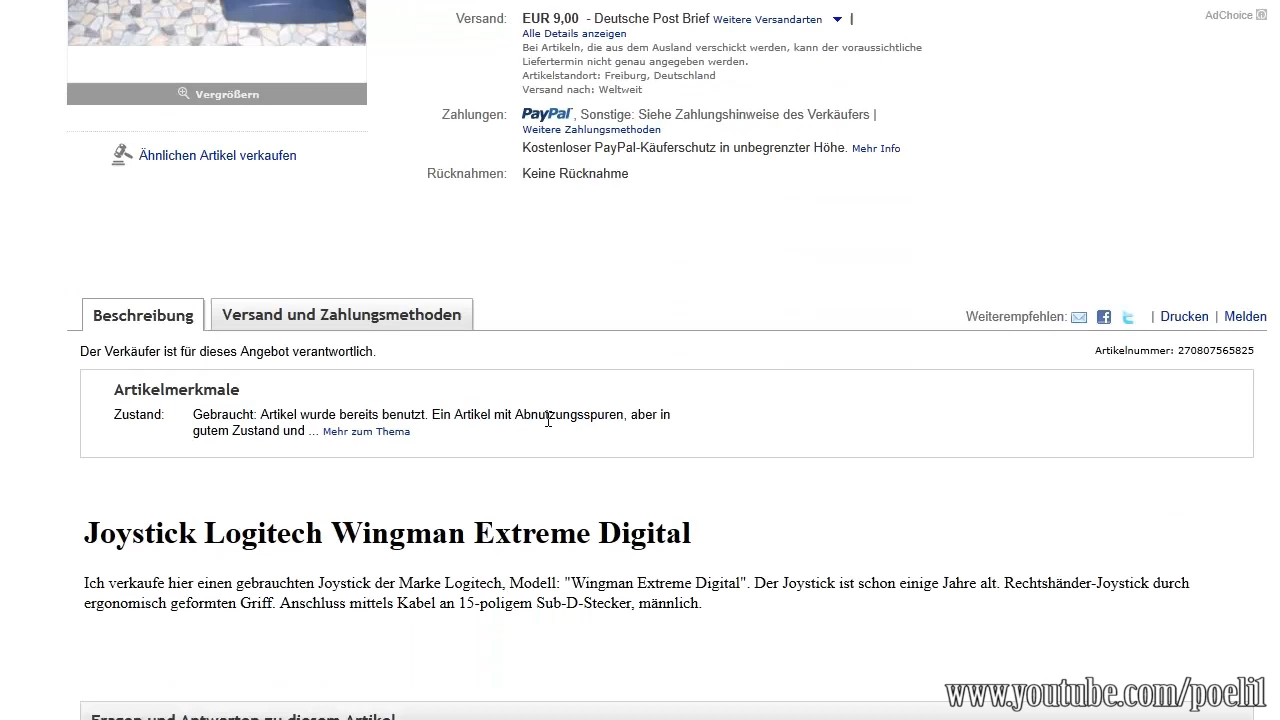 Versand: EUR 9,00 - Deutsche Post Brief Weitere Versandarten |
Alle Details anzeigen
Bei Artikeln, die aus dem Ausland verschickt werden, kann der voraussichtliche
Liefertermin nicht genau angegeben werden.
Artikelstandort: Freiburg, Deutschland
Versand nach: Weltweit
AdChoice
Vergrößern
Zahlungen: PayPal, Sonstige: Siehe Zahlungshinweise des Verkäufers |
Weitere Zahlungsmethoden
Kostenloser PayPal-Käuferschutz in unbegrenzter Höhe. Mehr Info
Ähnlichen Artikel verkaufen
Rücknahmen: Keine Rücknahme
Beschreibung Versand und Zahlungsmethoden Weiterempfehlen: | Drucken | Melden
Der Verkäufer ist für dieses Angebot verantwortlich. Artikelnummer: 270807565825
Artikelmerkmale
Zustand: Gebraucht: Artikel wurde bereits benutzt. Ein Artikel mit Abnutzungsspuren, aber in
gutem Zustand und ... Mehr zum Thema
Joystick Logitech Wingman Extreme Digital
Ich verkaufe hier einen gebrauchten Joystick der Marke Logitech, Modell: "Wingman Extreme Digital". Der Joystick ist schon einige Jahre alt. Rechtshänder-Joystick durch
ergonomisch geformten Griff. Anschluss mittels Kabel an 15-poligem Sub-D-Stecker, männlich.
www.youtube.com/poelil
Fragen und Antworten zu diesem Artikel